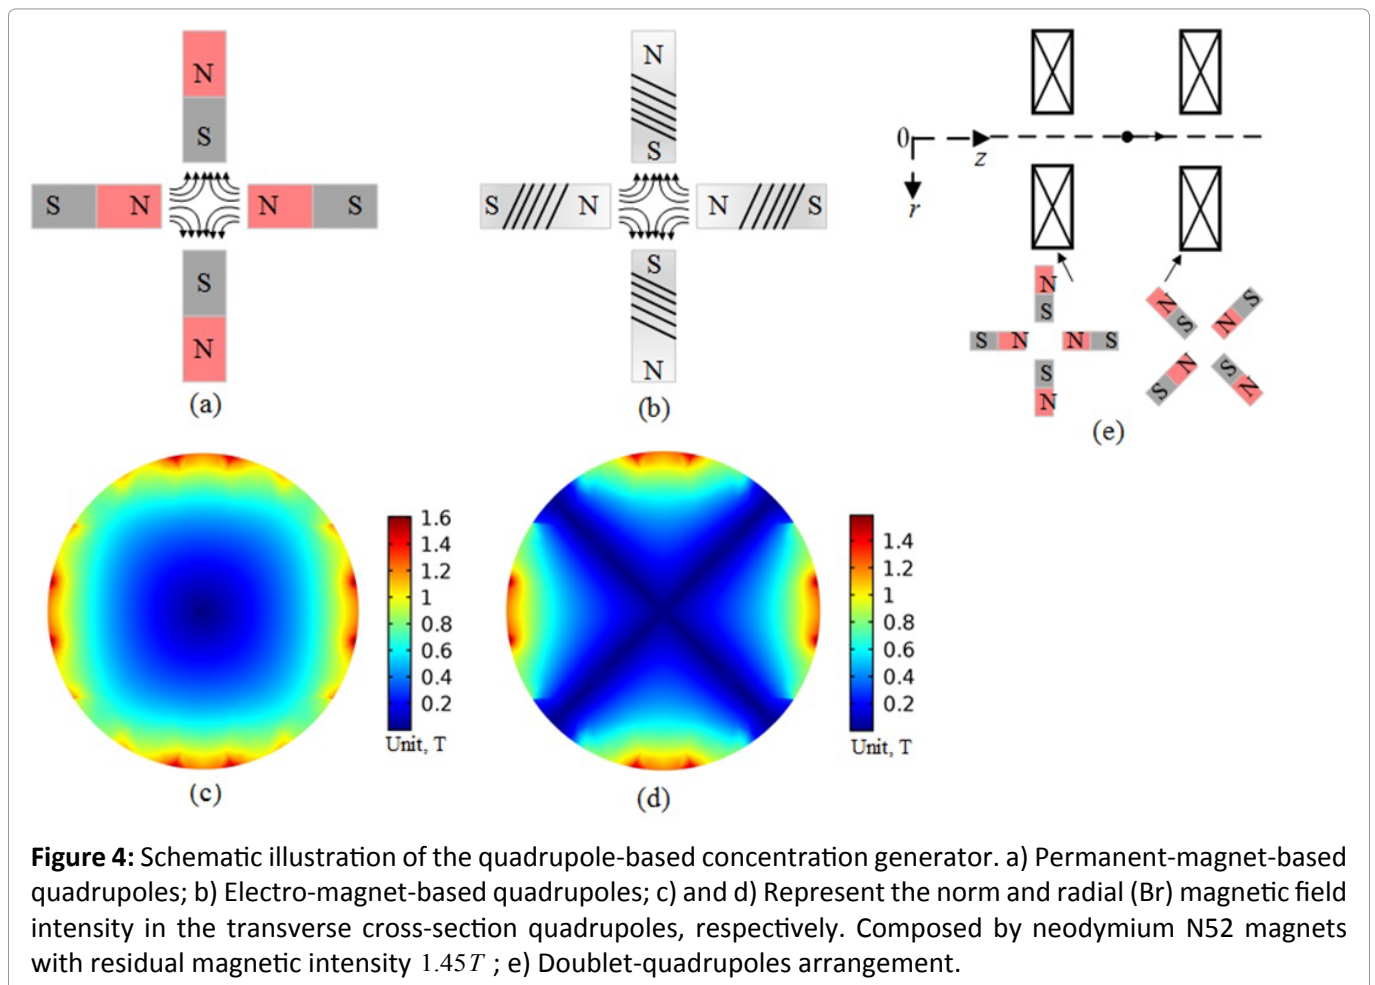 N
S
S
N
N
S
S
N
(a)
N
S
S
N
N
S
S
N
(b)
0
z
r
N
S
S
N
N
S
S
N
N
S
N
S
N
S
S
N
(e)
1.6
1.4
1.2
1
0.8
0.6
0.4
0.2
Unit, T
(c)
1.4
1.2
1
0.8
0.6
0.4
0.2
Unit, T
(d)
Figure 4: Schematic illustration of the quadrupole-based concentration generator. a) Permanent-magnet-based
quadrupoles; b) Electro-magnet-based quadrupoles; c) and d) Represent the norm and radial (Br) magnetic field
intensity in the transverse cross-section quadrupoles, respectively. Composed by neodymium N52 magnets
with residual magnetic intensity 1.45T ; e) Doublet-quadrupoles arrangement.